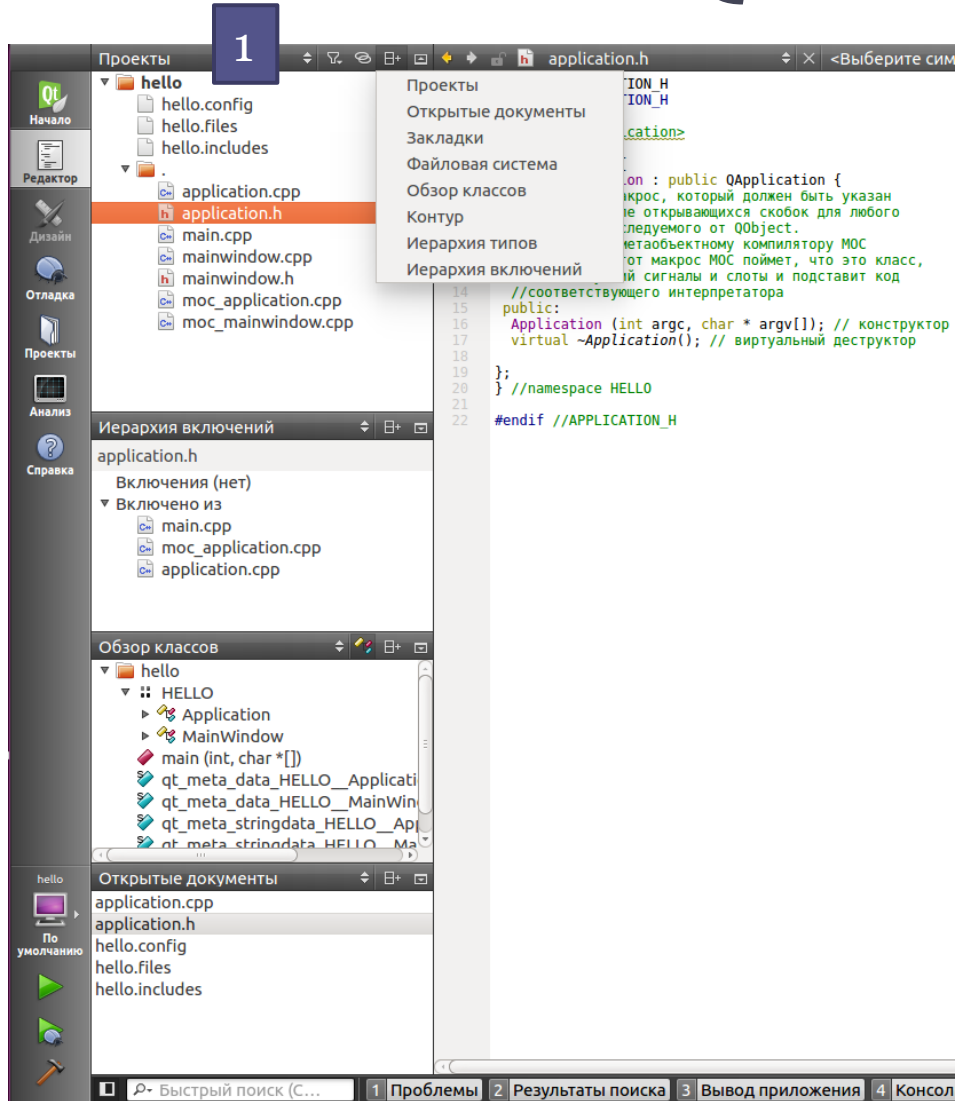 1
Проекты
application.h
<Выберите сим
Начало
Редактор
Дизайн
Отладка
Проекты
Анализ
Справка
hello
hello.config
hello.files
hello.includes
.
application.cpp
application.h
main.cpp
mainwindow.cpp
mainwindow.h
moc_application.cpp
moc_mainwindow.cpp
Проекты
Открытые документы
Закладки
Файловая система
Обзор классов
Контур
Иерархия типов
Иерархия включений
TION_H
TION_H
cation>
on : public QApplication {
крос, который должен быть указан
ле открывающихся скобок для любого
следуемого от QObject.
метаобъектному компилятору MOC
тот макрос MOC поймет, что это класс,
ий сигналы и слоты и подставит код
14 //соответствующего интерпретатора
15 public:
16 Application (int argc, char * argv[]); // конструктор
17 virtual ~Application(); // виртуальный деструктор
18
19 };
20 } //namespace HELLO
21
22 #endif //APPLICATION_H
Иерархия включений
application.h
Включения (нет)
Включено из
main.cpp
moc_application.cpp
application.cpp
Обзор классов
hello
HELLO
Application
MainWindow
main (int, char *[])
qt_meta_data_HELLO__Applicati
qt_meta_data_HELLO__MainWin
qt_meta_stringdata_HELLO__Ap
qt_meta_stringdata_HELLO__Ma
Открытые документы
application.cpp
application.h
hello.config
hello.files
hello.includes
hello
По
умолчанию
Быстрый поиск (С...
1 Проблемы
2 Результаты поиска
3 Вывод приложения
4 Консол